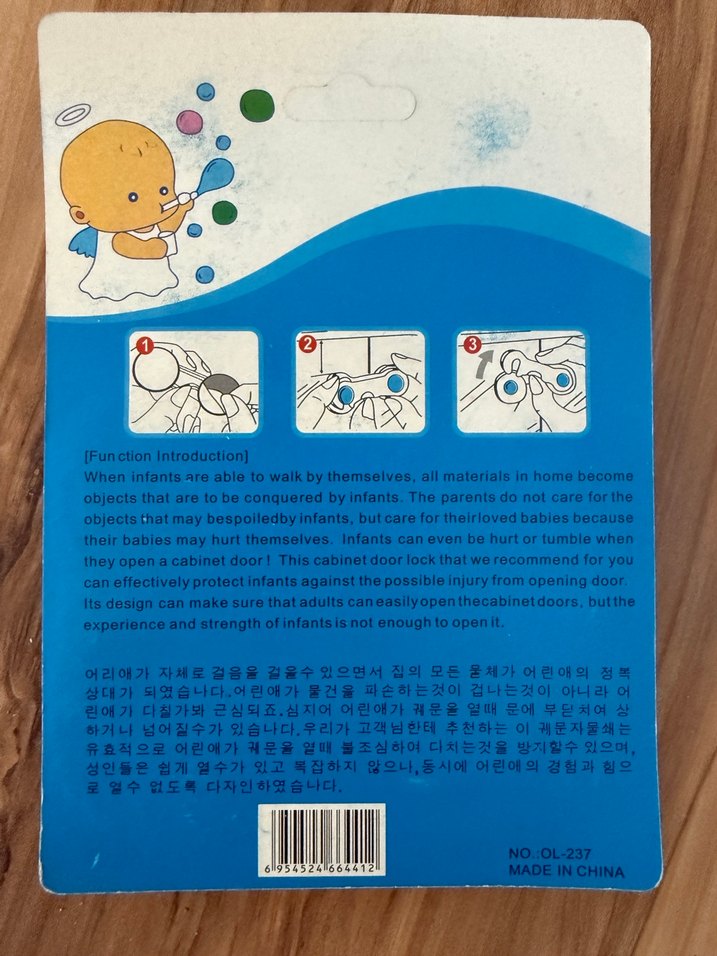 1
2
3
[Function Introduction]
When infants are able to walk by themselves, all materials in home become
objects that are to be conquered by infants. The parents do not care for the
objects that may bespoiledby infants, but care for theirloved babies because
their babies may hurt themselves. Infants can even be hurt or tumble when
they open a cabinet door! This cabinet door lock that we recommend for you
can effectively protect infants against the possible injury from opening door.
Its design can make sure that adults can easily open thecabinet doors, but the
experience and strength of infants is not enough to open it.
어리애가 자체로 걸음을 걸을수 있으면서 집의 모든 물체가 어린애의 정복
상대가 되였습니다.어린애가 물건을 파손하는것이 겁나는것이 아니라 어
린애가 다칠가봐 근심되죠.심지어 어린애가 궤문을 열때 문에 부딛쳐여 상
하거나 넘어질수가 있습니다.우리가 고객님한테 추천하는 이 궤문자물쇄는
유효적으로 어린애가 궤문을 열때 불조심하여 다치는것을 방지할수 있으며,
성인들은 쉽게 열수가 있고 복잡하지 않으나,동시에 어린애의 경험과 힘으
로 열수 없도록 다자인하였습나다.
6 954524 664412
NO.:OL-237
MADE IN CHINA